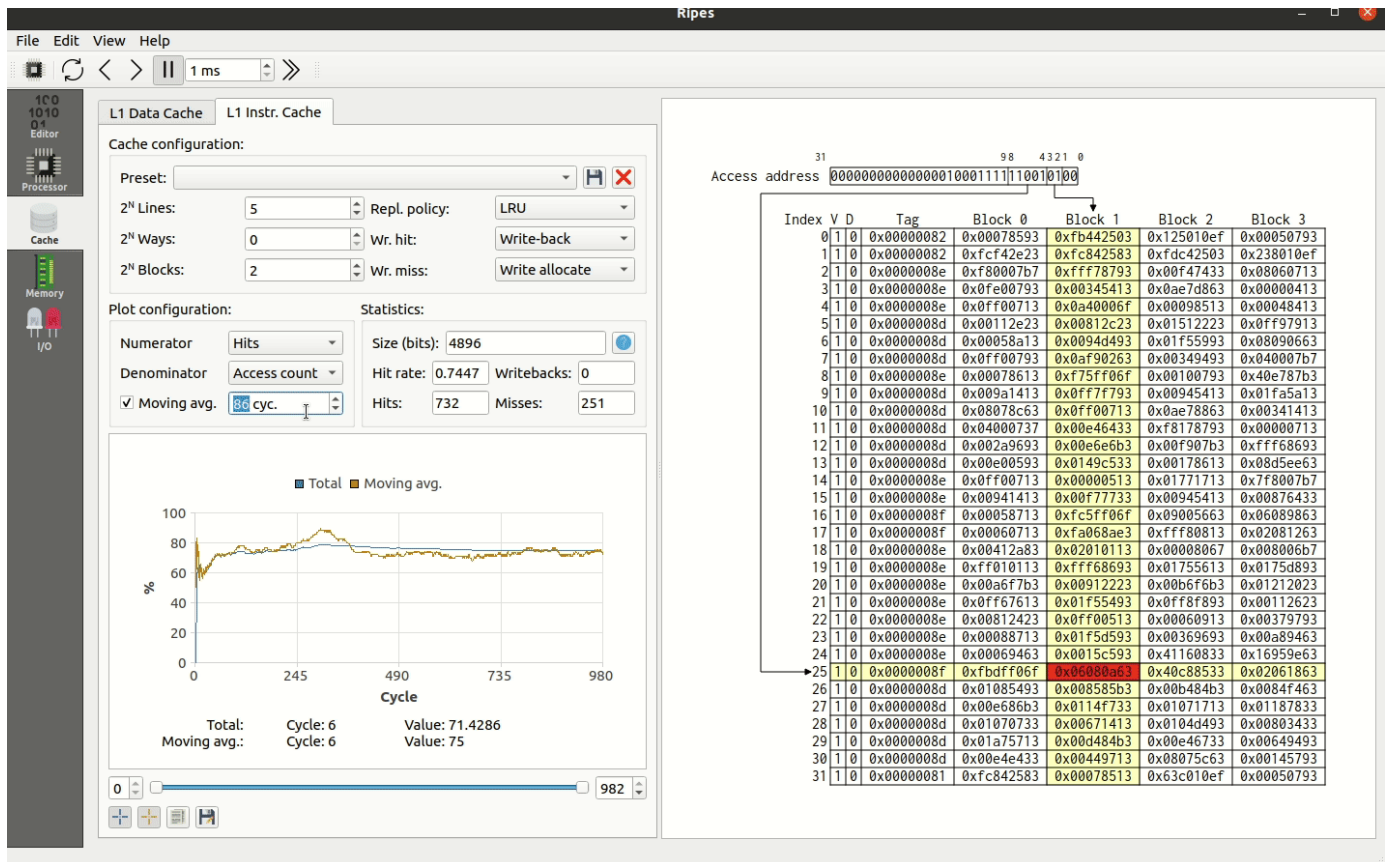 Ripes
File Edit View Help
1 ms
Editor
Processor
Cache
Memory
I/O
L1 Data Cache L1 Instr. Cache
Cache configuration:
Preset:
2ᴺ Lines: 5 Repl. policy: LRU
2ᴺ Ways: 0 Wr. hit: Write-back
2ᴺ Blocks: 2 Wr. miss: Write allocate
Plot configuration: Statistics:
Numerator Hits Size (bits): 4896
Denominator Access count Hit rate: 0.7447 Writebacks: 0
Moving avg. 86 cyc. Hits: 732 Misses: 251
Total Moving avg.
100
80
60
40
20
0
%
0 245 490 735 980
Cycle
Total: Cycle: 6 Value: 71.4286
Moving avg.: Cycle: 6 Value: 75
0 982
31 9 8 4 3 2 1 0
Access address
Index V D Tag Block 0 Block 1 Block 2 Block 3
0 1 0 0x00000082 0x00078593 0xfb442503 0x125010ef 0x00050793
1 1 0 0x00000082 0xfcf42e23 0xfc842583 0xfdc42503 0x238010ef
2 1 0 0x0000008e 0xf80007b7 0xfff78793 0x00f47433 0x08060713
3 1 0 0x0000008e 0x0fe00793 0x00345413 0x0ae7d863 0x00000413
4 1 0 0x0000008e 0x0ff00713 0x0a40006f 0x00098513 0x00048413
5 1 0 0x0000008d 0x00112e23 0x00812c23 0x01512223 0x0ff97913
6 1 0 0x0000008d 0x00058a13 0x0094d493 0x01f55993 0x08090663
7 1 0 0x0000008d 0x0ff00793 0x0af90263 0x00349493 0x040007b7
8 1 0 0x0000008e 0x00078613 0xf75ff06f 0x00100793 0x40e787b3
9 1 0 0x0000008d 0x009a1413 0x0ff7f793 0x00945413 0x01fa5a13
10 1 0 0x0000008d 0x08078c63 0x0ff00713 0x0ae78863 0x00341413
11 1 0 0x0000008d 0x04000737 0x00e46433 0xf8178793 0x00000713
12 1 0 0x0000008d 0x002a9693 0x00e6e6b3 0x00f907b3 0xfff68693
13 1 0 0x0000008d 0x00e00593 0x0149c533 0x00178613 0x08d5ee63
14 1 0 0x0000008e 0x0ff00713 0x00000513 0x01771713 0x7f8007b7
15 1 0 0x0000008e 0x00941413 0x00f77733 0x00945413 0x00876433
16 1 0 0x0000008f 0x00058713 0xfc5ff06f 0x09005663 0x06089863
17 1 0 0x0000008f 0x00060713 0xfa068ae3 0xfff80813 0x02081263
18 1 0 0x0000008e 0x00412a83 0x02010113 0x00008067 0x008006b7
19 1 0 0x0000008e 0xff010113 0xfff68693 0x01755613 0x0175d893
20 1 0 0x0000008e 0x00a6f7b3 0x00912223 0x00b6f6b3 0x01212023
21 1 0 0x0000008e 0x0ff67613 0x01f55493 0x0ff8f893 0x00112623
22 1 0 0x0000008e 0x00812423 0x0ff00513 0x00060913 0x00379793
23 1 0 0x0000008e 0x00088713 0x01f5d593 0x00369693 0x00a89463
24 1 0 0x0000008e 0x00069463 0x0015c593 0x41160833 0x16959e63
25 1 0 0x0000008f 0xfbdff06f 0x06080a63 0x40c88533 0x02061863
26 1 0 0x0000008d 0x01085493 0x008585b3 0x00b484b3 0x0084f463
27 1 0 0x0000008d 0x00e686b3 0x0114f733 0x01071713 0x01187833
28 1 0 0x0000008d 0x01070733 0x00671413 0x0104d493 0x00803433
29 1 0 0x0000008d 0x01a75713 0x00d484b3 0x00e46733 0x00649493
30 1 0 0x0000008d 0x00e4e433 0x00449713 0x08075c63 0x00145793
31 1 0 0x00000081 0xfc842583 0x00078513 0x63c010ef 0x00050793